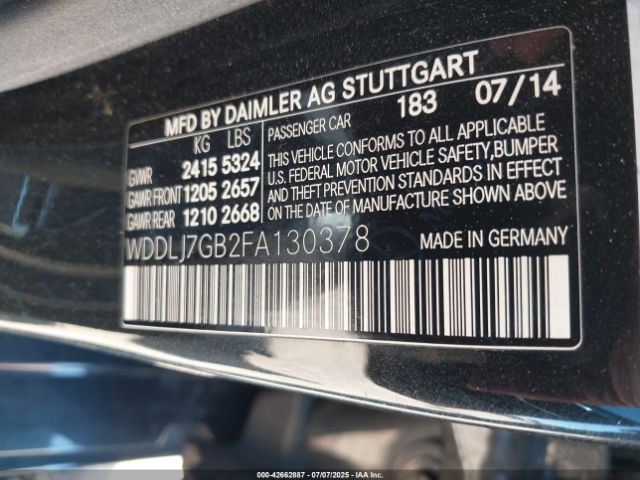 MFD BY DAIMLER AG STUTTGART
KG LBS PASSENGER CAR 183 07/14
GVWR 2415 5324
GAWR FRONT 1205 2657
GAWR REAR 1210 2668
THIS VEHICLE CONFORMS TO ALL APPLICABLE
U.S. FEDERAL MOTOR VEHICLE SAFETY,BUMPER
AND THEFT PREVENTION STANDARDS IN EFFECT
ON THE DATE OF MANUFACTURE SHOWN ABOVE
WDDLJ7GB2FA130378 MADE IN GERMANY
000-42662887 - 07/07/2025 - IAA Inc.